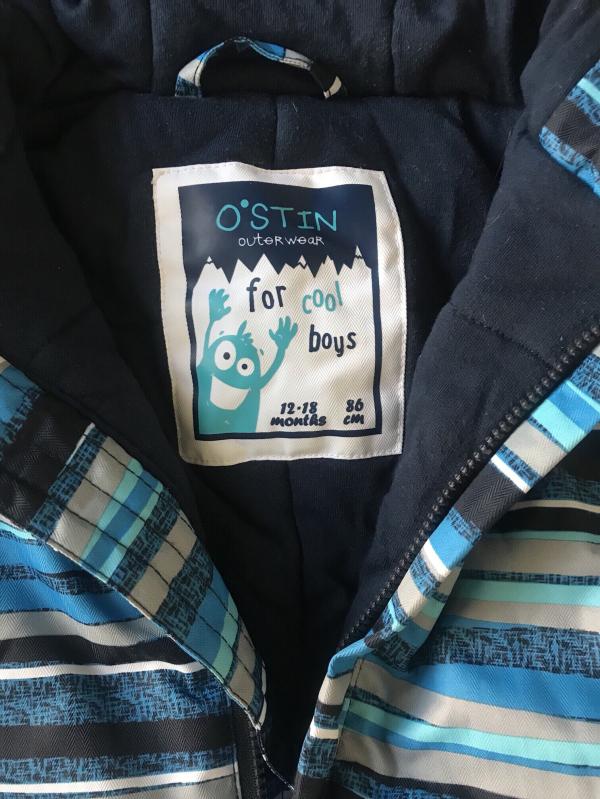 O'STIN
outerwear
for cool
boys
12-18 86
months cm